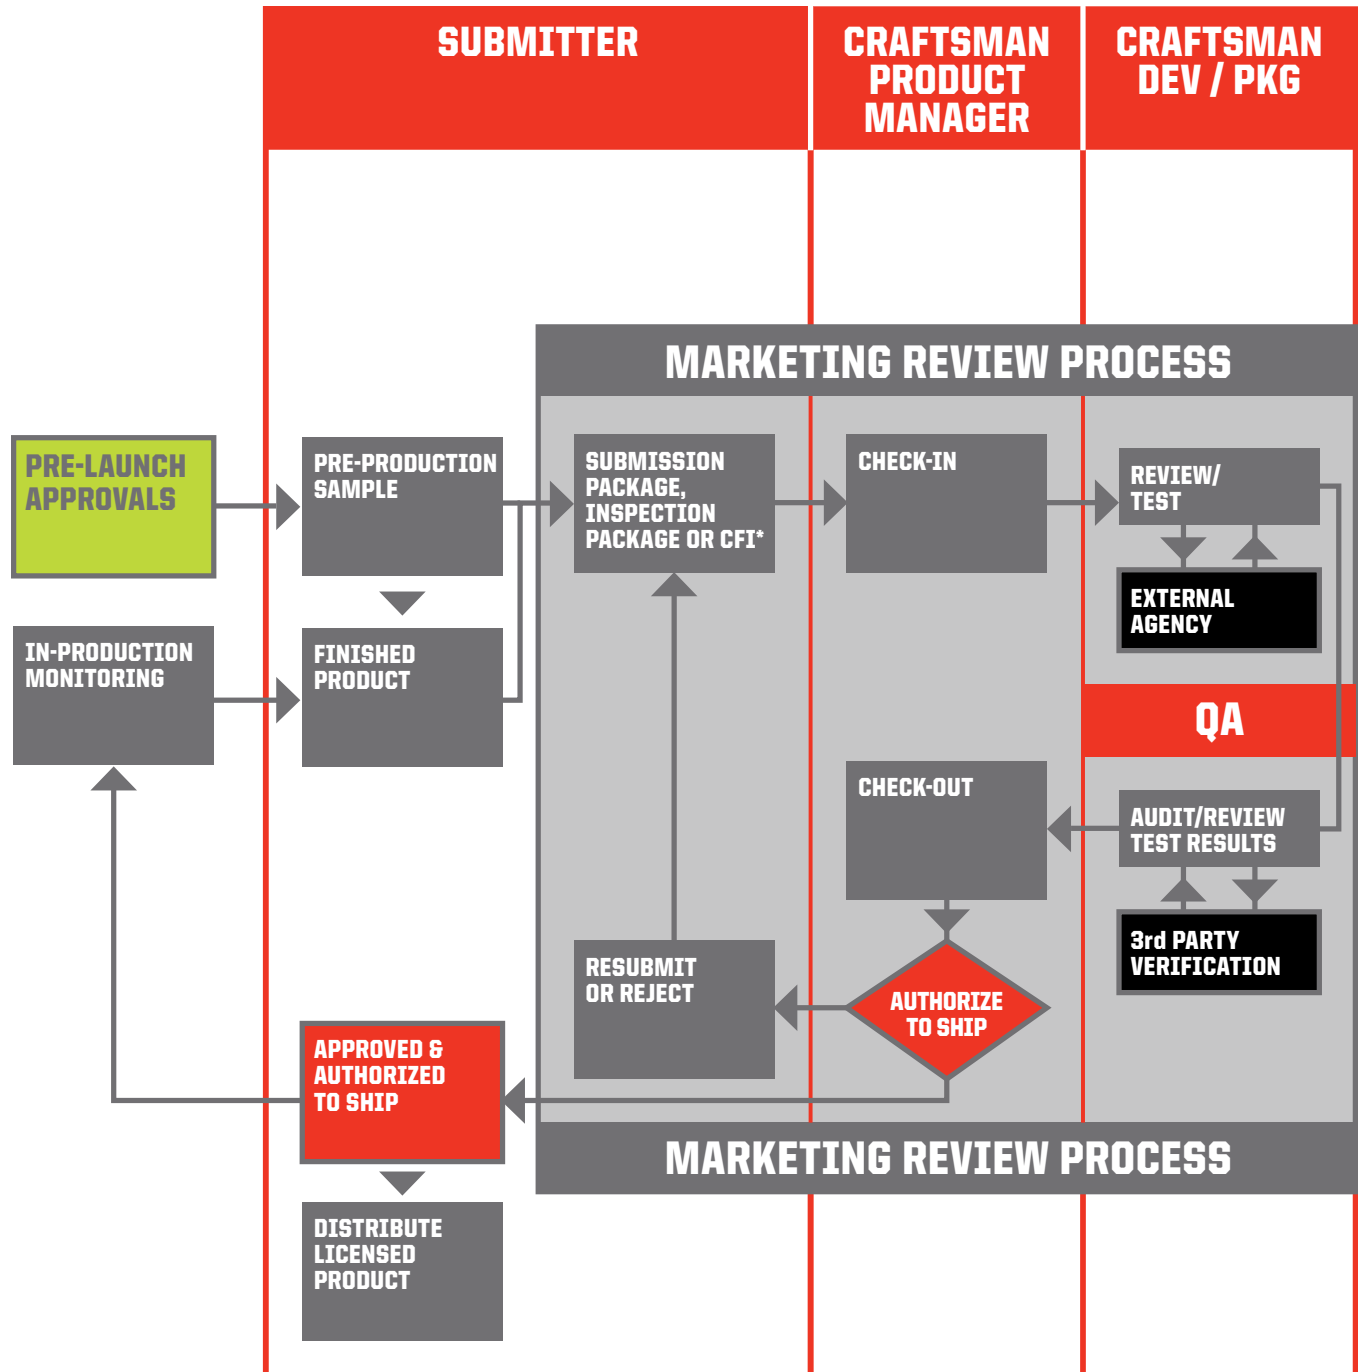 SUBMITTER
CRAFTSMAN
PRODUCT
MANAGER
CRAFTSMAN
DEV / PKG
MARKETING REVIEW PROCESS
PRE-LAUNCH
APPROVALS
PRE-PRODUCTION
SAMPLE
SUBMISSION
PACKAGE,
INSPECTION
PACKAGE OR CFI*
CHECK-IN
REVIEW/
TEST
EXTERNAL
AGENCY
IN-PRODUCTION
MONITORING
FINISHED
PRODUCT
QA
CHECK-OUT
AUDIT/REVIEW
TEST RESULTS
3rd PARTY
VERIFICATION
RESUBMIT
OR REJECT
AUTHORIZE
TO SHIP
APPROVED &
AUTHORIZED
TO SHIP
MARKETING REVIEW PROCESS
DISTRIBUTE
LICENSED
PRODUCT